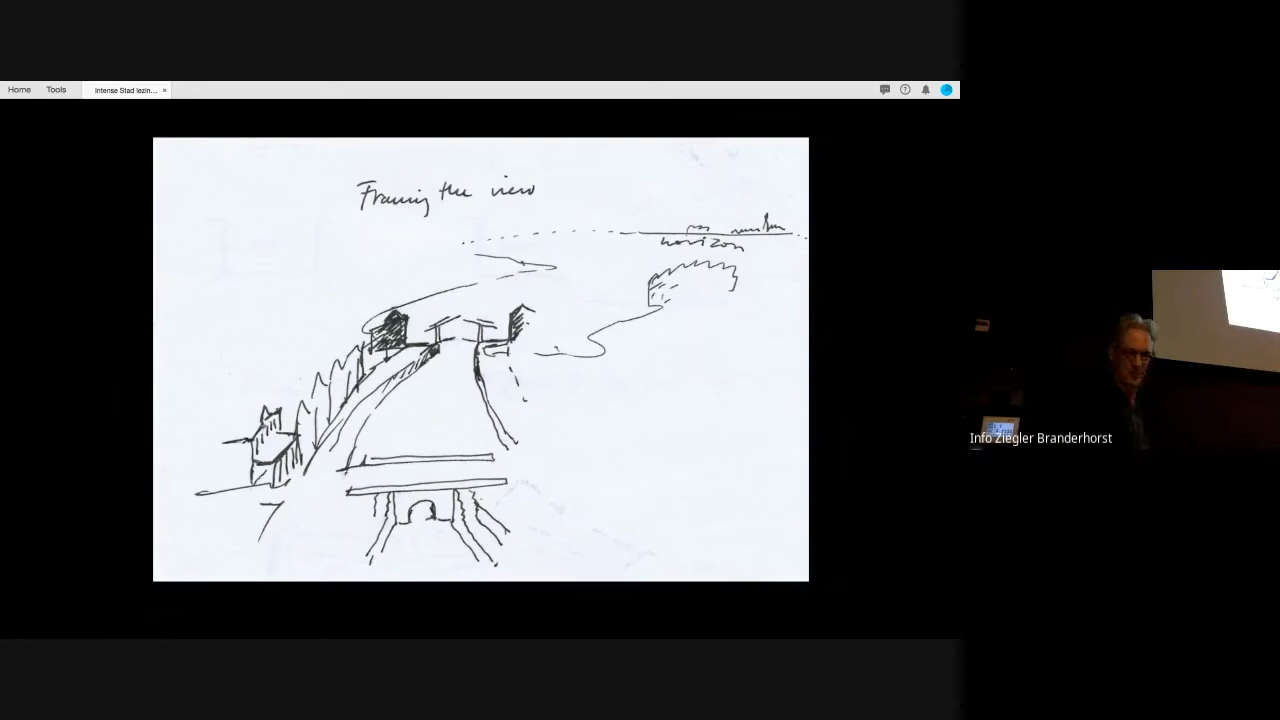 Home Tools Intense Stad lezin... ×
Framing the view
horizon
Info Ziegler Branderhorst